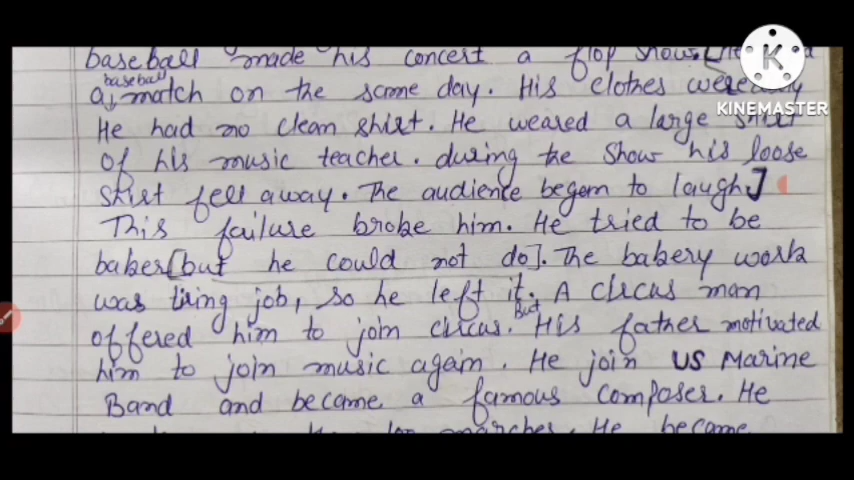 baseball made his concert a flop show.
baseball
a match on the same day. His clothes were
He had no clean shirt. He weared a large shirt
of his music teacher. during the show his loose
shirt fell away. The audience began to laugh]
This failure broke him. He tried to be
baker[but he could not do]. The bakery work
was tiring job, so he left it. A circus man
But
offered him to join circus. His father motivated
him to join music again. He join US Marine
Band and became a famous composer. He
marches. He became
K
KINEMASTER